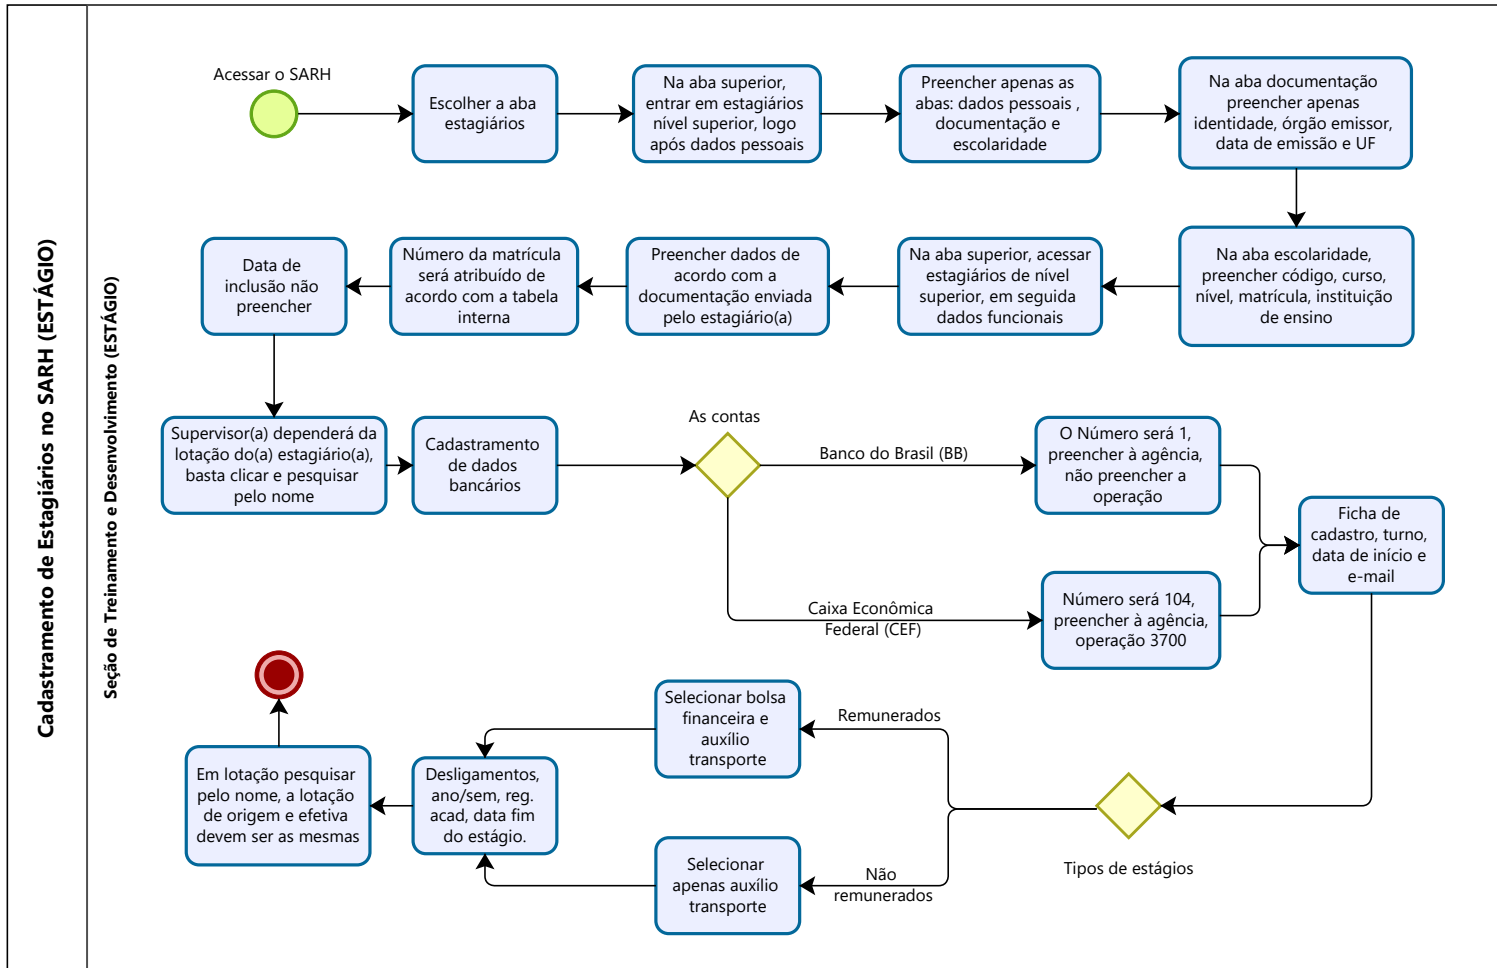 Cadastramento de Estagiários no SARH (ESTÁGIO)
Seção de Treinamento e Desenvolvimento (ESTÁGIO)
Acessar o SARH
Escolher a aba
estagiários
Na aba superior,
entrar em estagiários
nível superior, logo
após dados pessoais
Preencher apenas as
abas: dados pessoais ,
documentação e
escolaridade
Na aba documentação
preencher apenas
identidade, órgão emissor,
data de emissão e UF
Na aba escolaridade,
preencher código, curso,
nível, matrícula, instituição
de ensino
Na aba superior, acessar
estagiários de nível
superior, em seguida
dados funcionais
Preencher dados de
acordo com a
documentação enviada
pelo estagiário(a)
Número da matrícula
será atribuído de
acordo com a tabela
interna
Data de
inclusão não
preencher
Supervisor(a) dependerá da
lotação do(a) estagiário(a),
basta clicar e pesquisar
pelo nome
Cadastramento
de dados
bancários
As contas
Banco do Brasil (BB)
O Número será 1,
preencher à agência,
não preencher a
operação
Caixa Econômica
Federal (CEF)
Número será 104,
preencher à agência,
operação 3700
Ficha de
cadastro, turno,
data de início e
e-mail
Tipos de estágios
Remunerados
Selecionar bolsa
financeira e
auxílio
transporte
Não
remunerados
Selecionar
apenas auxílio
transporte
Desligamentos,
ano/sem, reg.
acad, data fim
do estágio.
Em lotação pesquisar
pelo nome, a lotação
de origem e efetiva
devem ser as mesmas